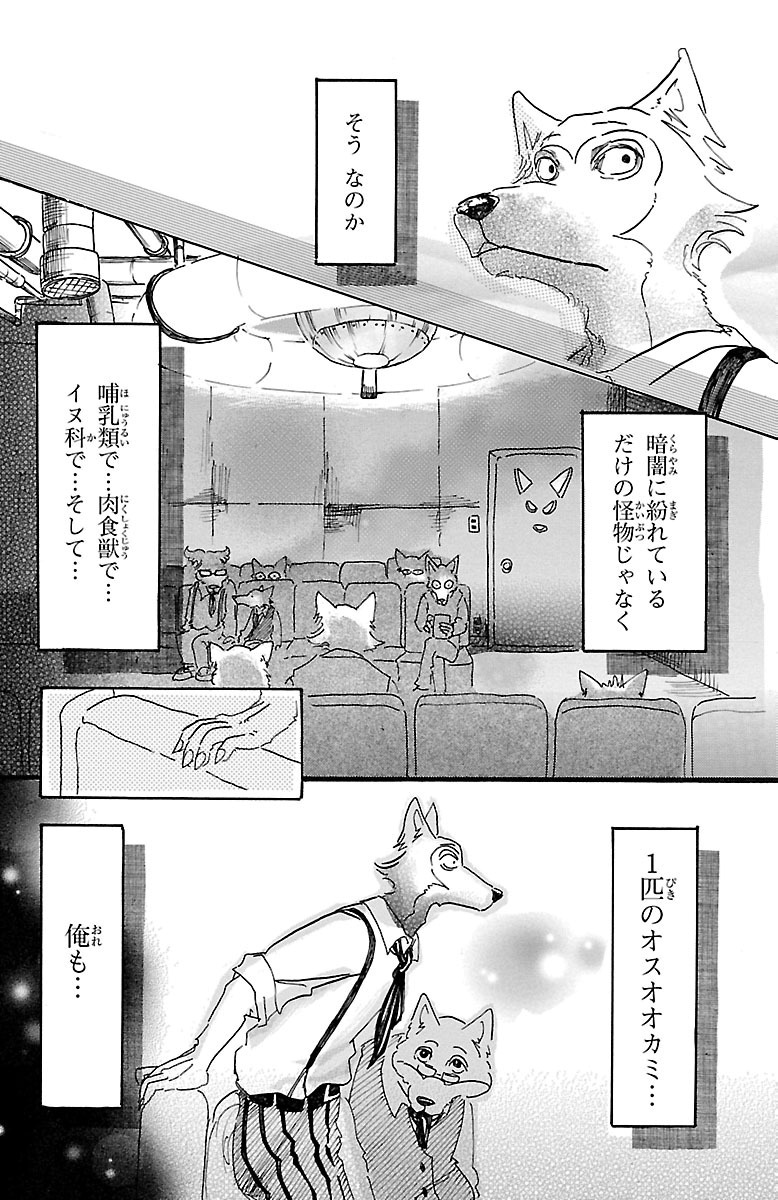 そう なのか
暗闇に紛れている
だけの怪物じゃなく
哺乳類で…肉食獣で…
イヌ科で…そして…
1匹のオスオオカミ…
俺も…